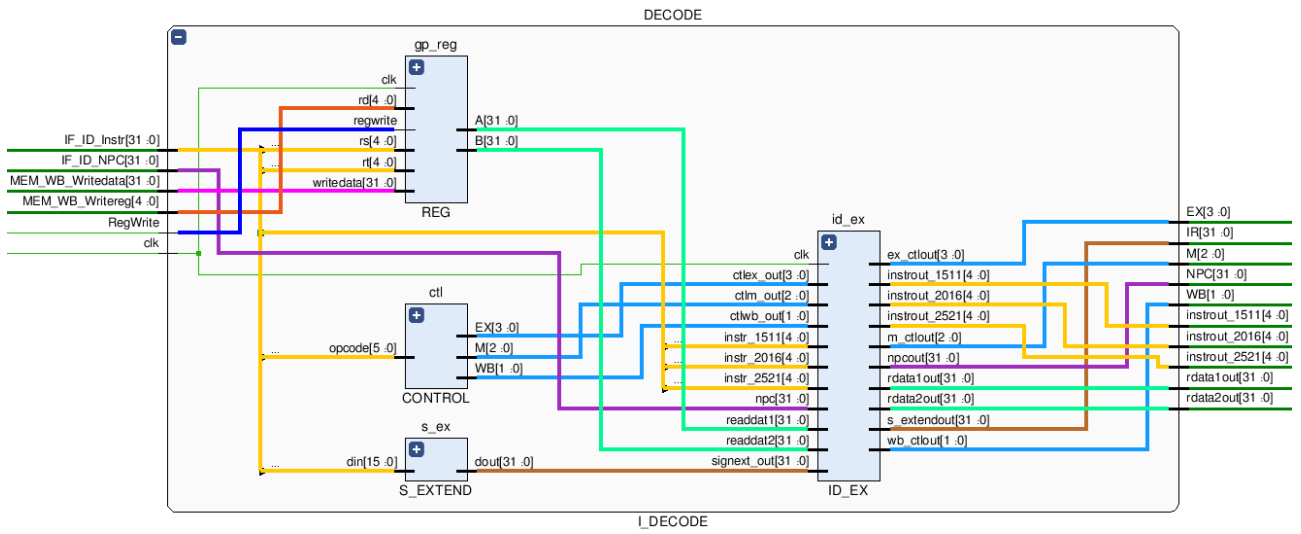 DECODE
gp_reg
clk
rd[4 :0]
regwrite
rs[4 :0]
rt[4 :0]
writedata[31 :0]
A[31 :0]
B[31 :0]
REG
...
...
IF_ID_Instr[31 :0]
IF_ID_NPC[31 :0]
MEM_WB_Writedata[31 :0]
MEM_WB_Writereg[4 :0]
RegWrite
clk
ctl
...
opcode[5 :0]
EX[3 :0]
M[2 :0]
WB[1 :0]
CONTROL
s_ex
...
din[15 :0]
dout[31 :0]
S_EXTEND
id_ex
clk
ctlex_out[3 :0]
ctlm_out[2 :0]
ctlwb_out[1 :0]
...
instr_1511[4 :0]
...
instr_2016[4 :0]
...
instr_2521[4 :0]
npc[31 :0]
readdat1[31 :0]
readdat2[31 :0]
signext_out[31 :0]
ex_ctlout[3 :0]
instrout_1511[4 :0]
instrout_2016[4 :0]
instrout_2521[4 :0]
m_ctlout[2 :0]
npcout[31 :0]
rdata1out[31 :0]
rdata2out[31 :0]
s_extendout[31 :0]
wb_ctlout[1 :0]
ID_EX
EX[3 :0]
IR[31 :0]
M[2 :0]
NPC[31 :0]
WB[1 :0]
instrout_1511[4 :0]
instrout_2016[4 :0]
instrout_2521[4 :0]
rdata1out[31 :0]
rdata2out[31 :0]
I_DECODE